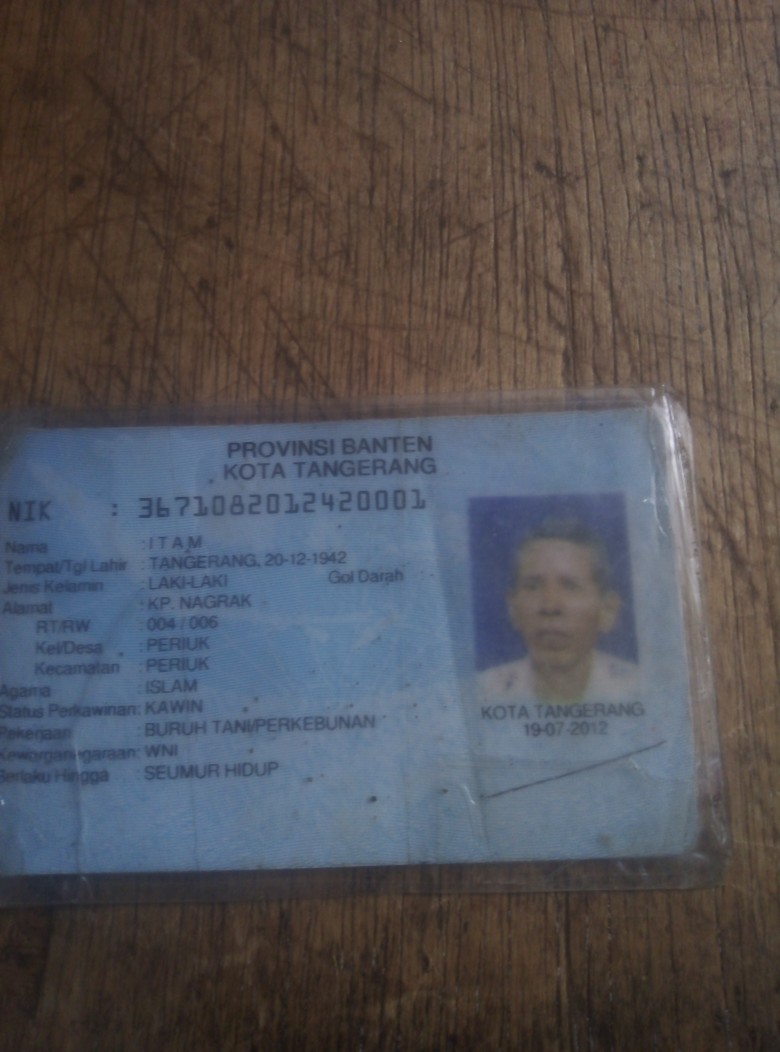 PROVINSI BANTEN
KOTA TANGERANG
NIK : 3671082012420001
Nama : I T A M
Tempat/Tgl Lahir : TANGERANG, 20-12-1942
Jenis Kelamin : LAKI-LAKI Gol Darah
Alamat : KP. NAGRAK
RT/RW : 004 / 006
Kel/Desa : PERIUK
Kecamatan : PERIUK
Agama : ISLAM
Status Perkawinan: KAWIN
Pekerjaan : BURUH TANI/PERKEBUNAN
Kewarganegaraan: WNI
Berlaku Hingga : SEUMUR HIDUP
KOTA TANGERANG
19-07-2012